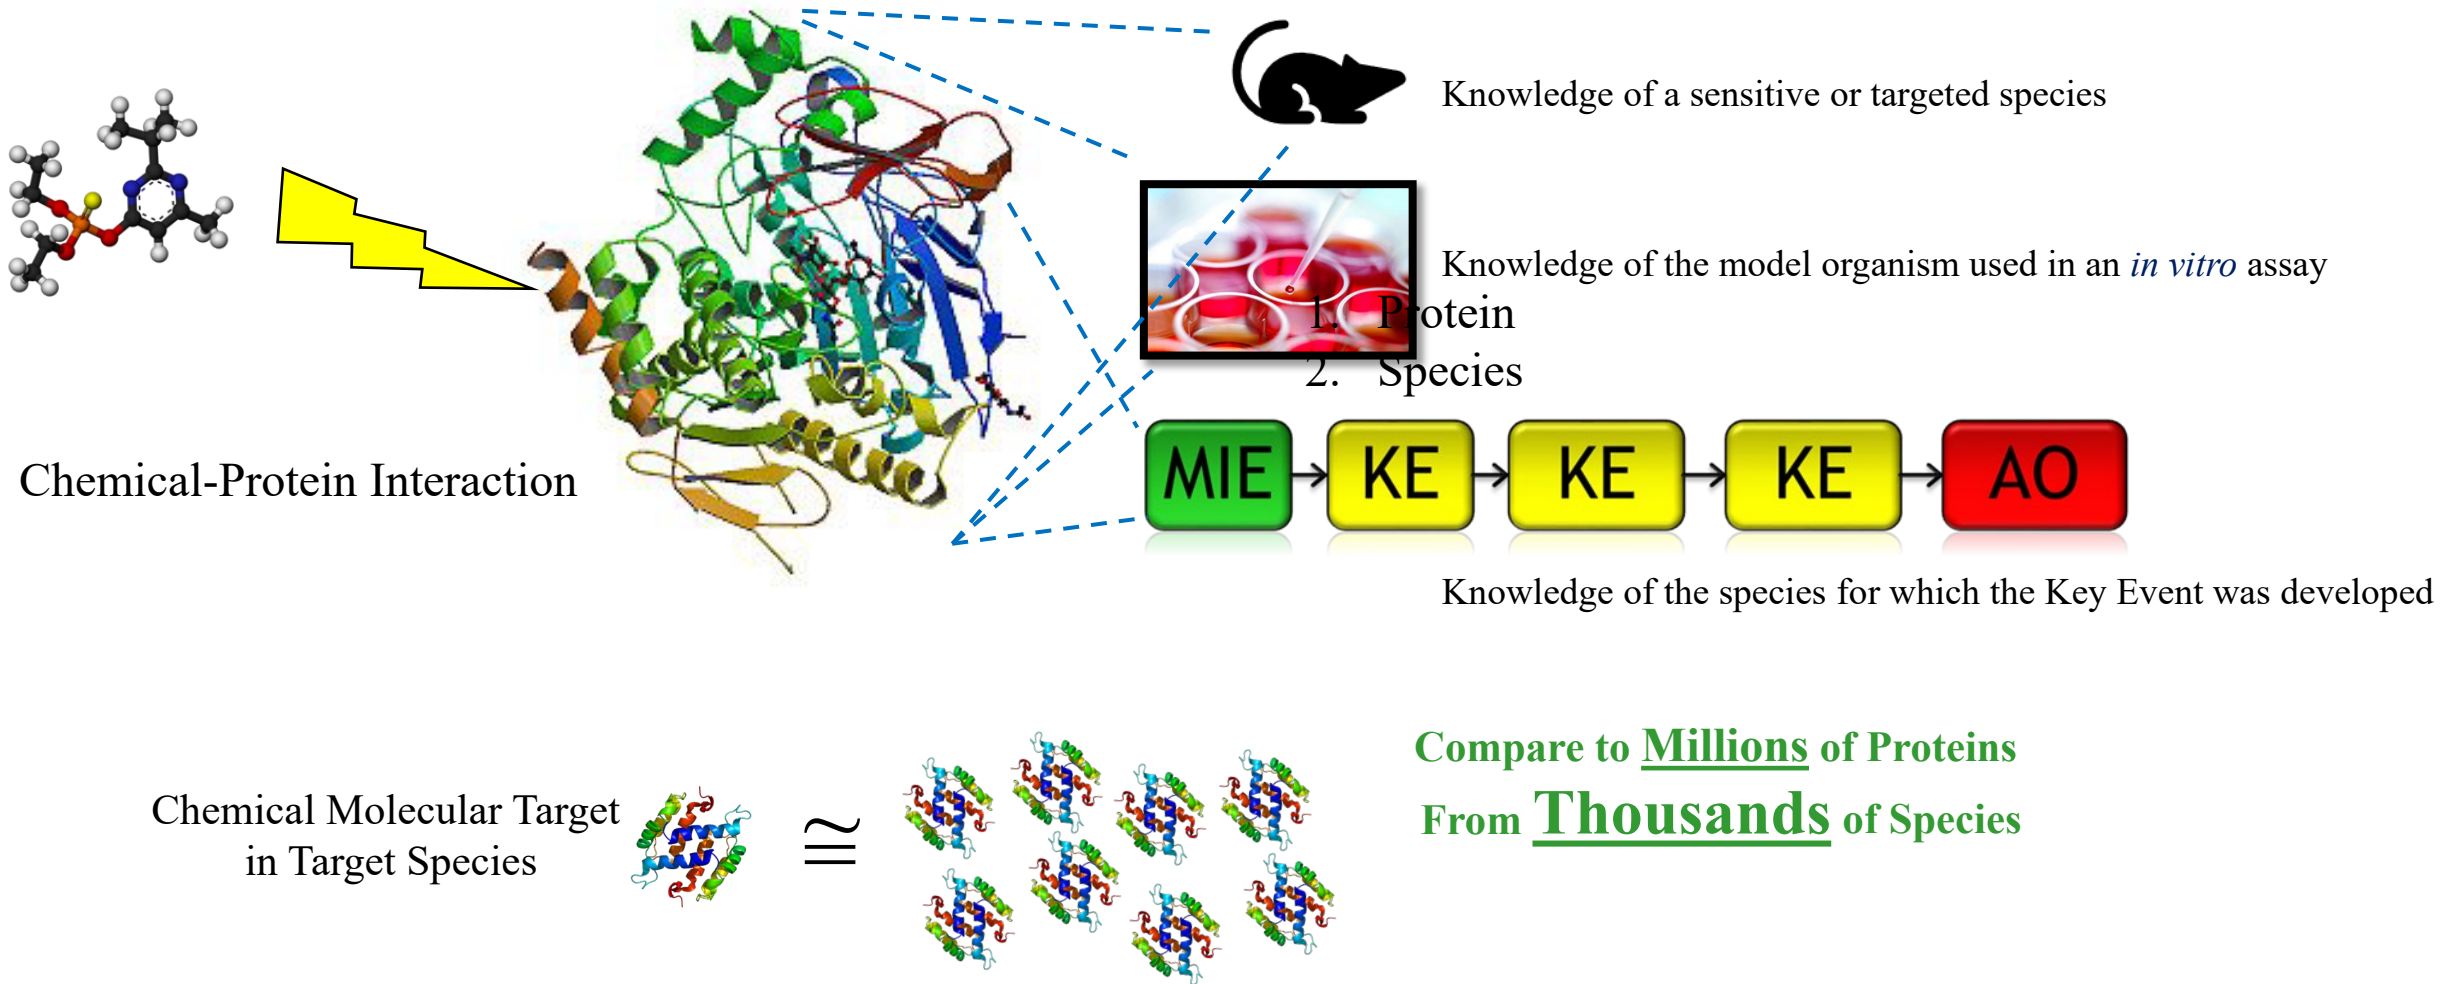 Knowledge of a sensitive or targeted species
Knowledge of the model organism used in an in vitro assay
1. Protein
2. Species
Chemical-Protein Interaction
MIE KE KE KE AO
Knowledge of the species for which the Key Event was developed
Compare to Millions of Proteins
From Thousands of Species
Chemical Molecular Target
in Target Species
≅